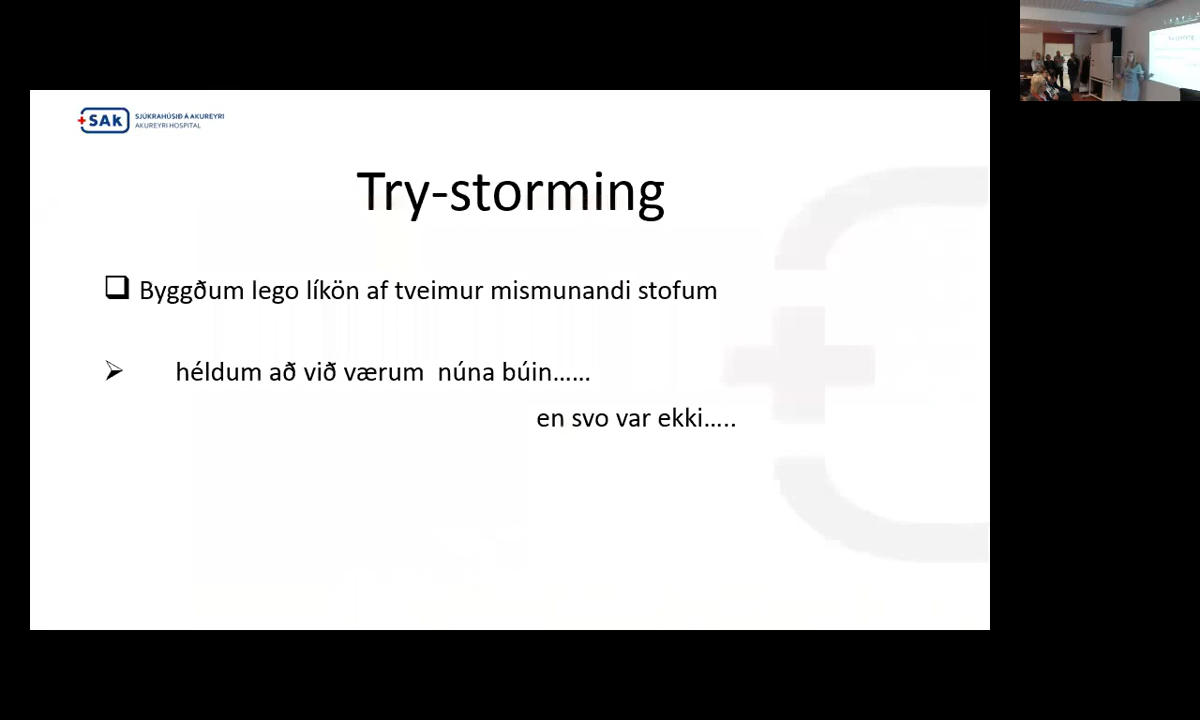 SAk
SJÚKRAHÚSIÐ Á AKUREYRI
AKUREYRI HOSPITAL
Try-storming
Byggðum lego líkön af tveimur mismunandi stofum
héldum að við værum núna búin......
en svo var ekki.....